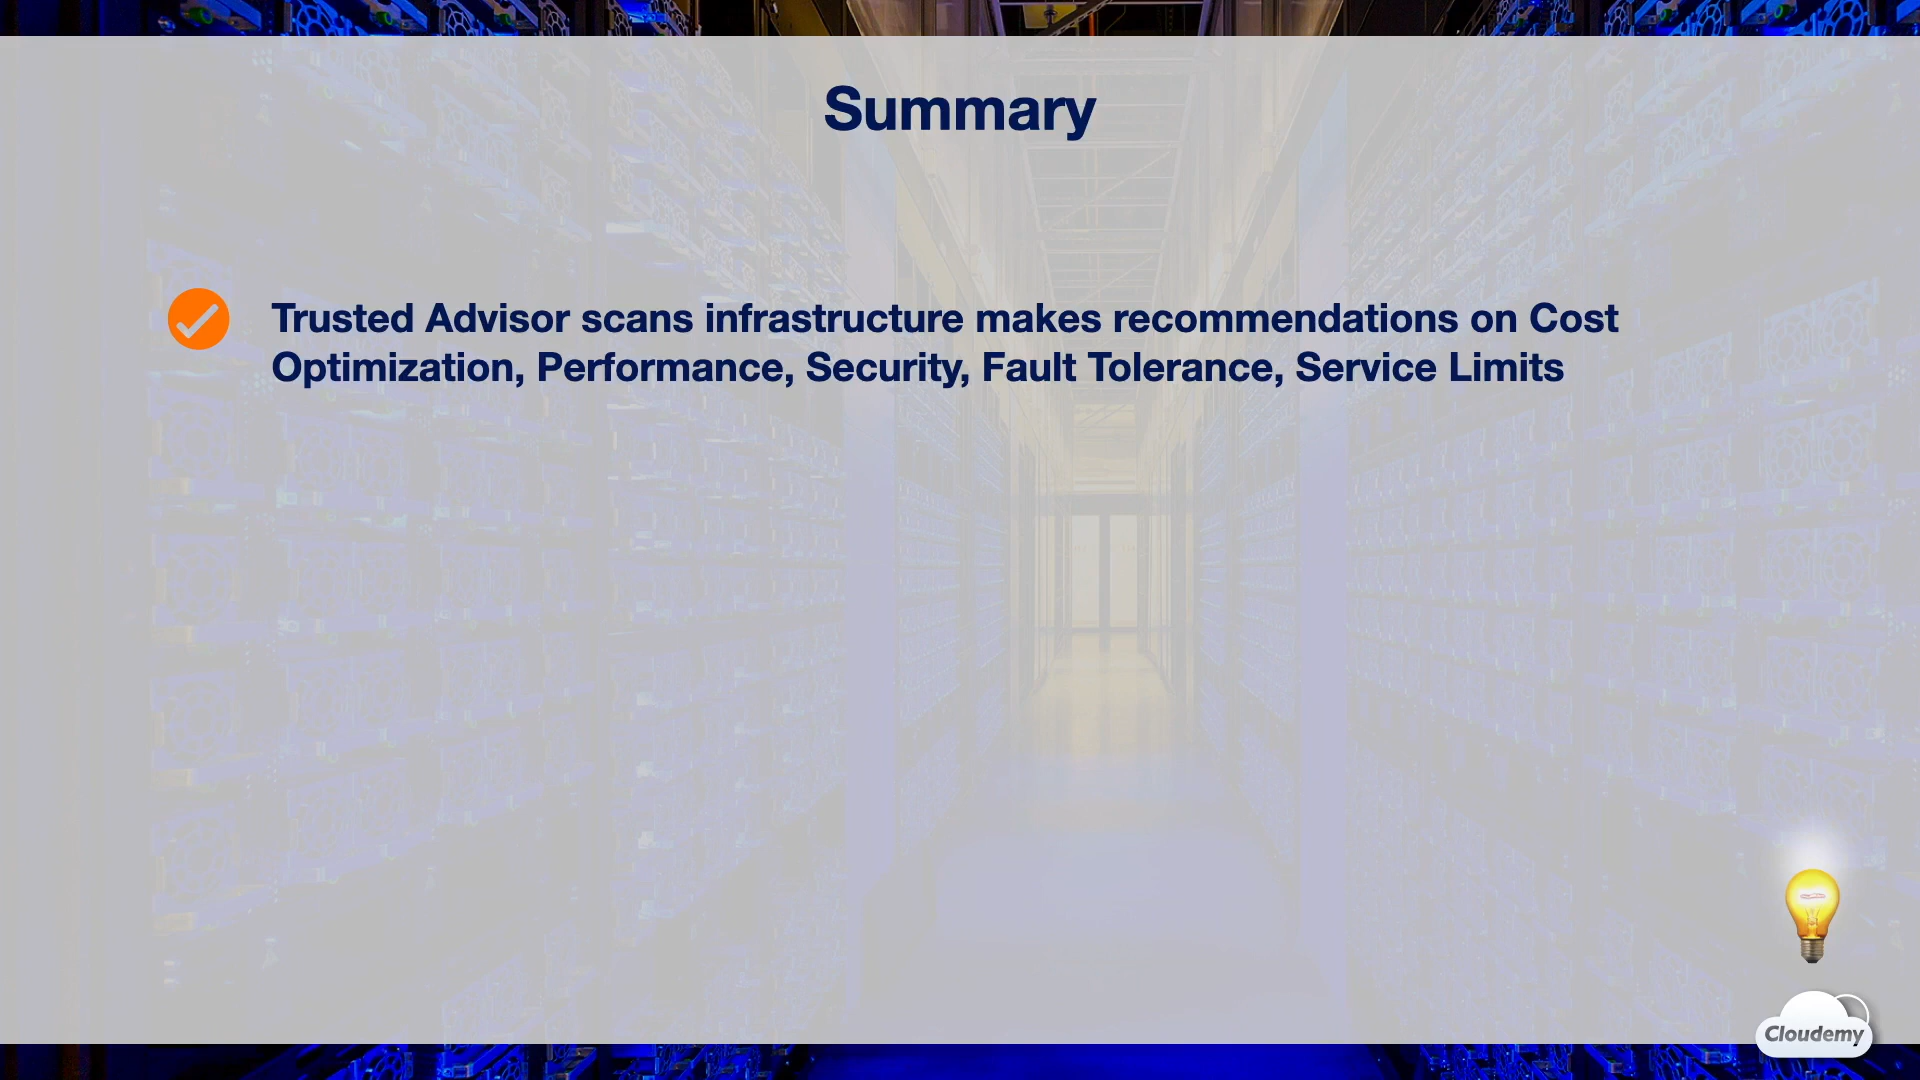 Summary
Trusted Advisor scans infrastructure makes recommendations on Cost
Optimization, Performance, Security, Fault Tolerance, Service Limits
Cloudemy